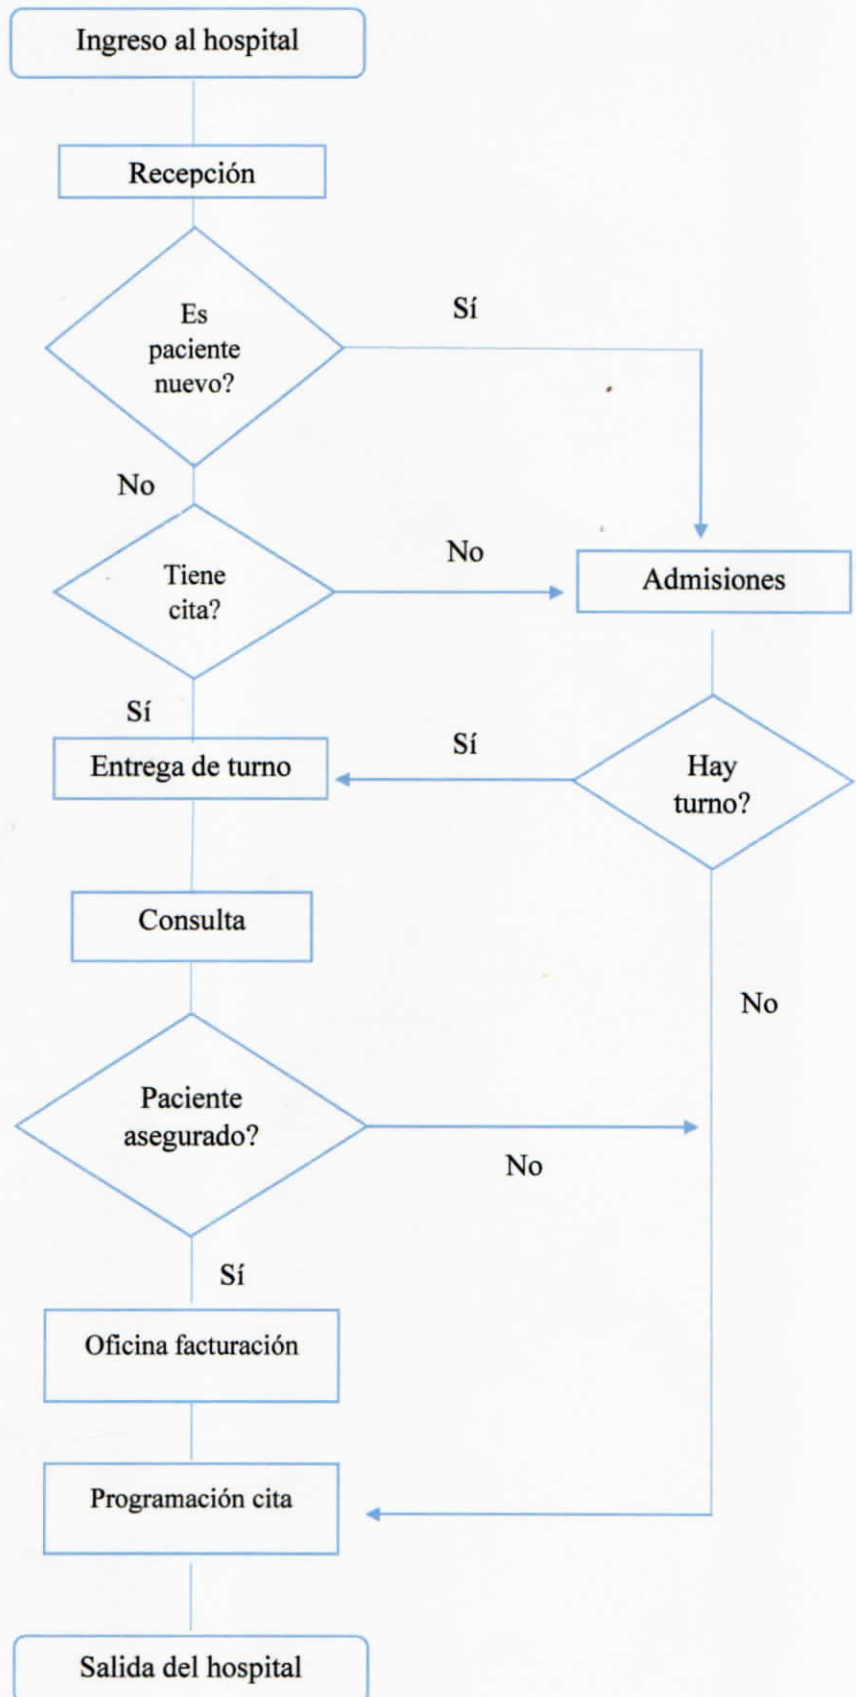 Ingreso al hospital
Recepción
Es
paciente
nuevo?
Sí
No
Tiene
cita?
No
Admisiones
Sí
Entrega de turno
Sí
Hay
turno?
Consulta
No
Paciente
asegurado?
No
Sí
Oficina facturación
Programación cita
Salida del hospital